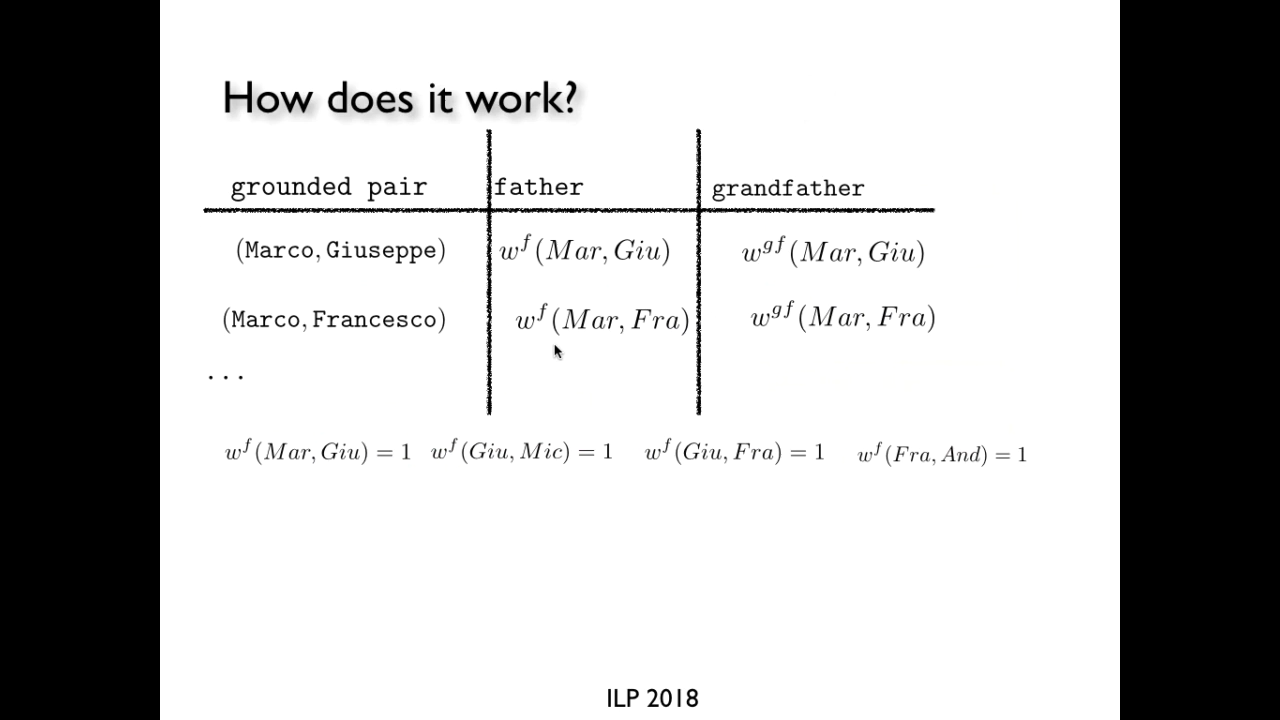 How does it work?
grounded pair father grandfather
(Marco, Giuseppe) w^f(Mar, Giu) w^{gf}(Mar, Giu)
(Marco, Francesco) w^f(Mar, Fra) w^{gf}(Mar, Fra)
...
w^f(Mar, Giu) = 1 w^f(Giu, Mic) = 1 w^f(Giu, Fra) = 1 w^f(Fra, And) = 1
ILP 2018